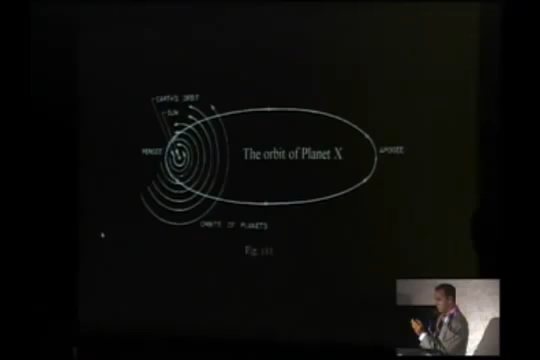 EARTH'S ORBIT
SUN
PERIGEE
The orbit of Planet X
APOGEE
ORBITS OF PLANETS